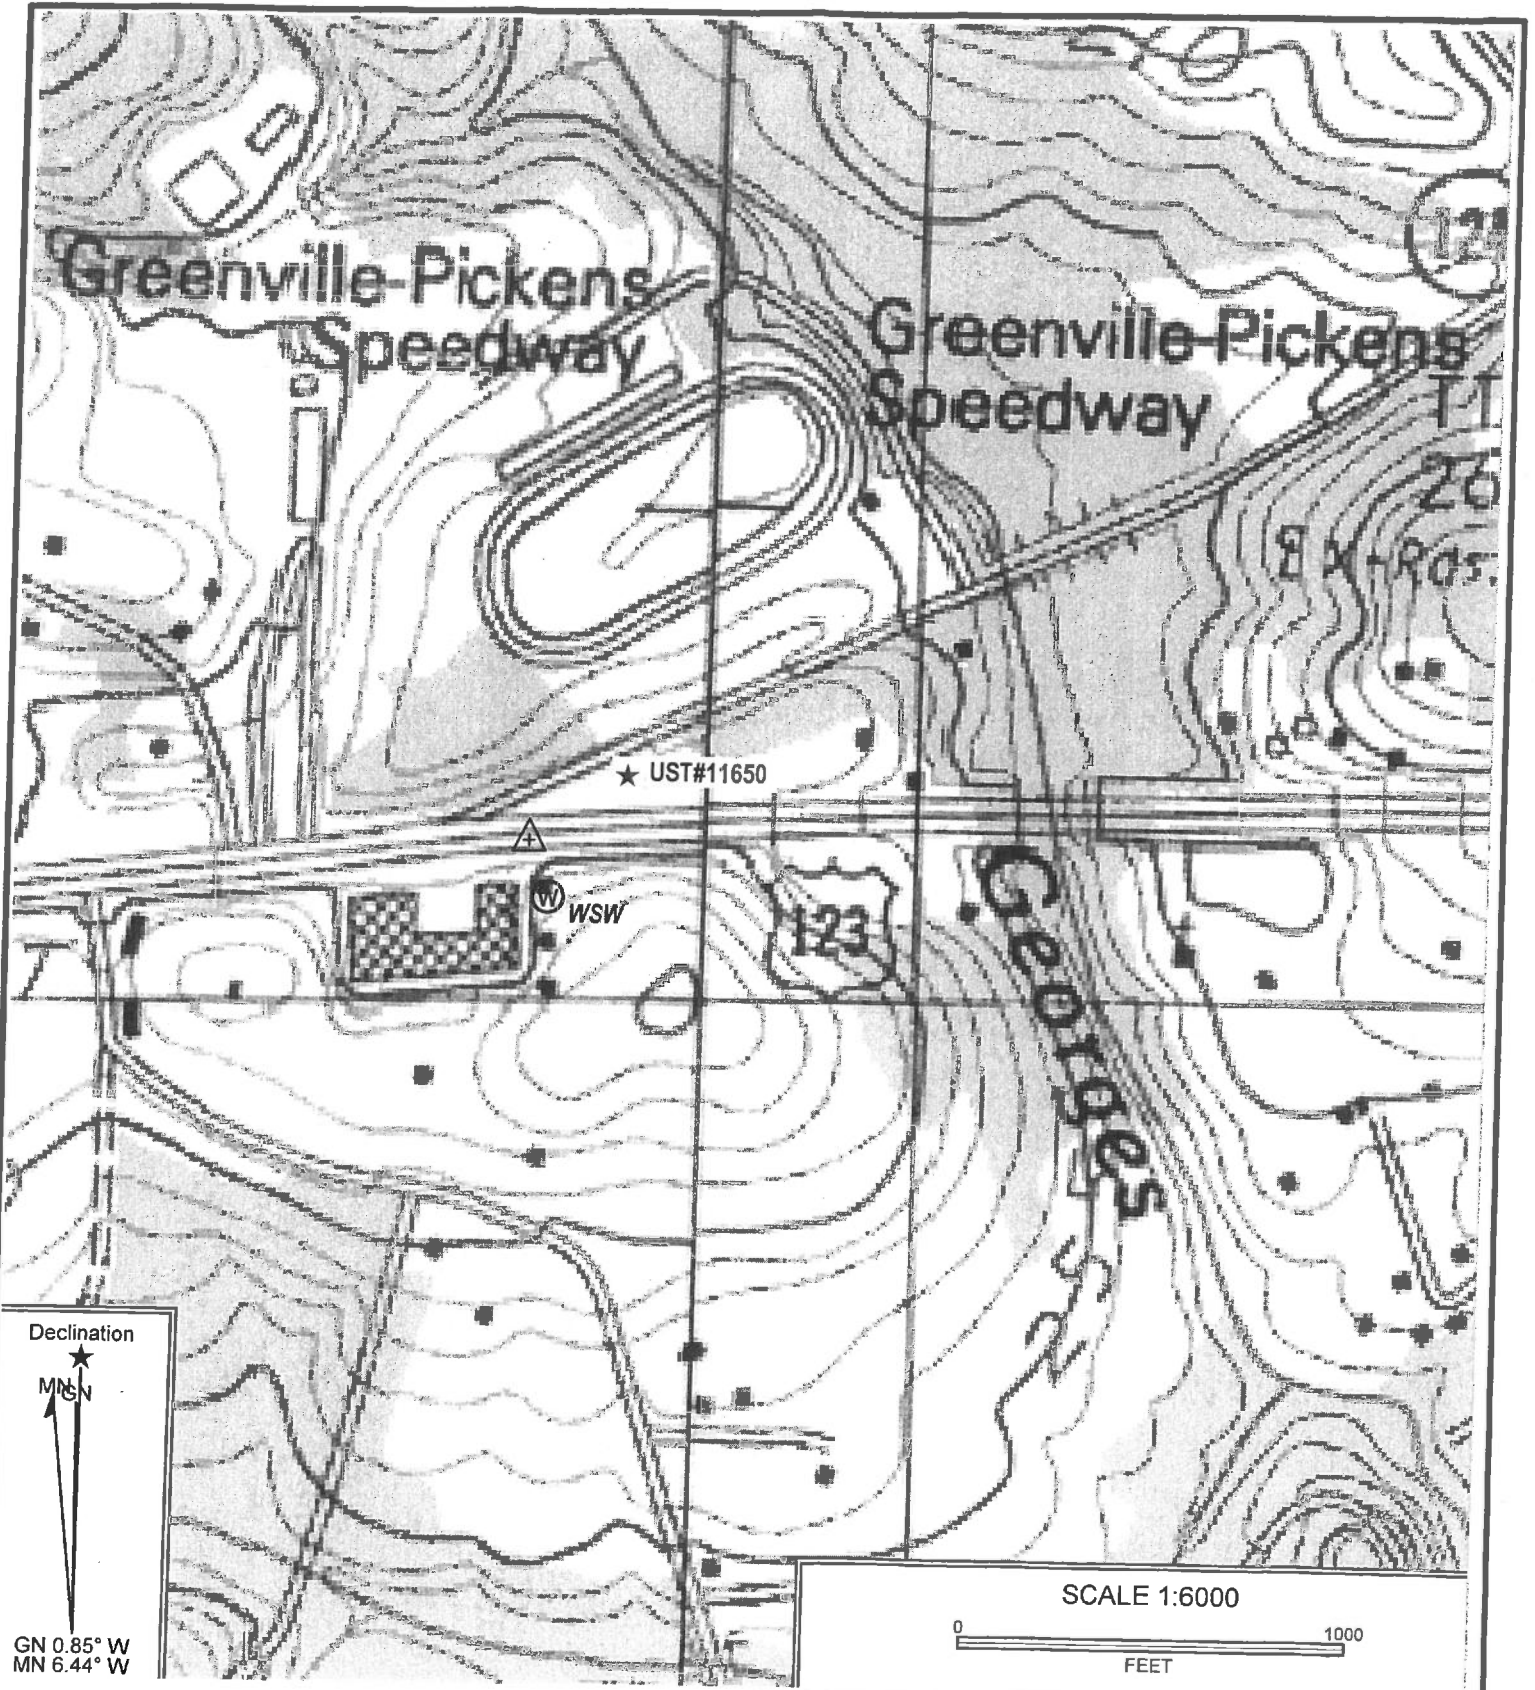 Greenville-Pickens
Speedway
Greenville-Pickens
Speedway
UST#11650
WSW
W
123
Georges
Declination
MN
GN
GN 0.85° W
MN 6.44° W
SCALE 1:6000
0 1000
FEET